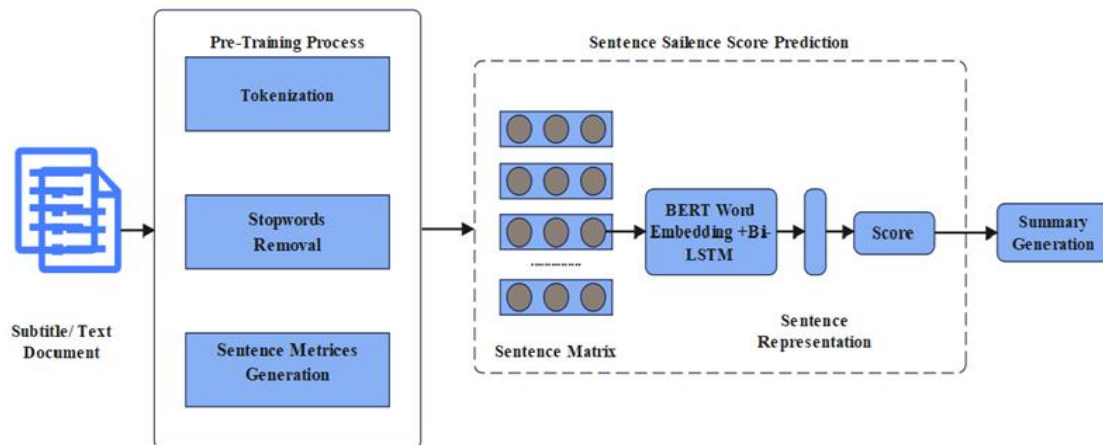 Pre-Training Process
Tokenization
Stopwords
Removal
Sentence Metrices
Generation
Subtitle/ Text
Document
Sentence Sailence Score Prediction
BERT Word
Embedding +Bi-
LSTM
Score
Sentence
Representation
Sentence Matrix
Summary
Generation